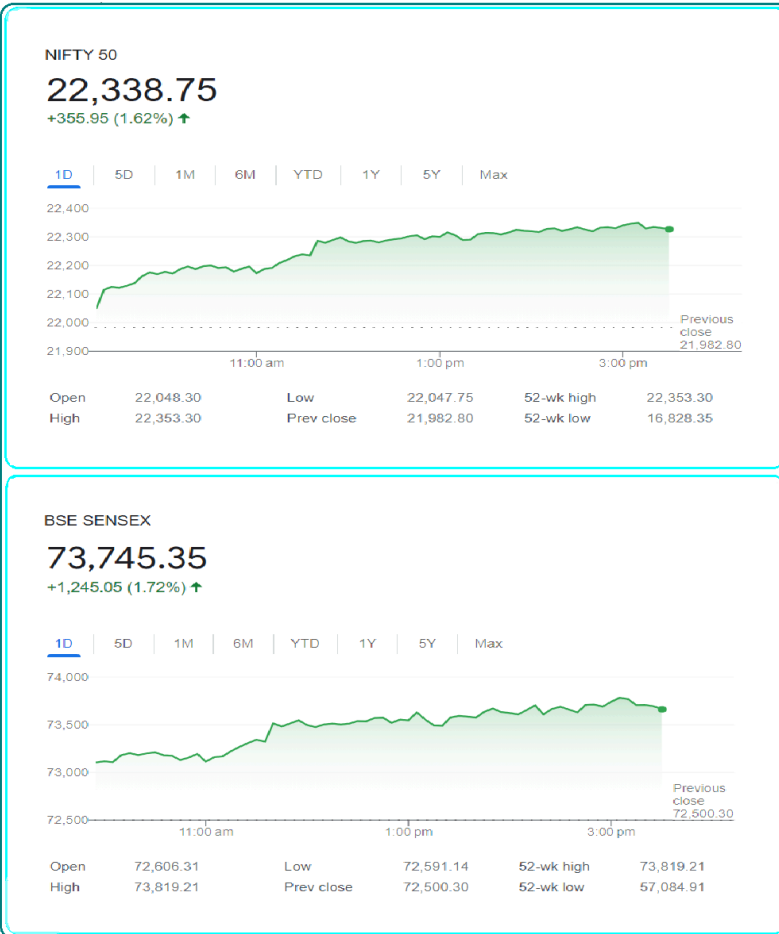 NIFTY 50
22,338.75
+355.95 (1.62%) ↑
1D 5D 1M 6M YTD 1Y 5Y Max
22,400
22,300
22,200
22,100
22,000
21,900
Previous
close
21,982.80
11:00 am 1:00 pm 3:00 pm
Open 22,048.30 Low 22,047.75 52-wk high 22,353.30
High 22,353.30 Prev close 21,982.80 52-wk low 16,828.35
BSE SENSEX
73,745.35
+1,245.05 (1.72%) ↑
1D 5D 1M 6M YTD 1Y 5Y Max
74,000
73,500
73,000
72,500
Previous
close
72,500.30
11:00 am 1:00 pm 3:00 pm
Open 72,606.31 Low 72,591.14 52-wk high 73,819.21
High 73,819.21 Prev close 72,500.30 52-wk low 57,084.91